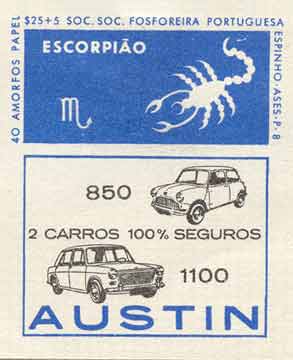 40 AMORFOS PAPEL
$25+5 SOC. SOC. FOSFOREIRA PORTUGUESA
ESPINHO-ASES-P-8
ESCORPIÃO
♏
850
2 CARROS 100% SEGUROS
1100
AUSTIN